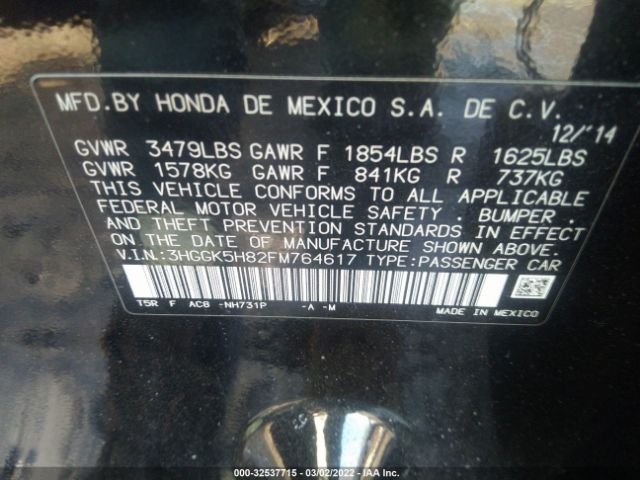 MFD.BY HONDA DE MEXICO S.A. DE C.V.
12/'14
GVWR 3479LBS GAWR F 1854LBS R 1625LBS
GVWR 1578KG GAWR F 841KG R 737KG
THIS VEHICLE CONFORMS TO ALL APPLICABLE
FEDERAL MOTOR VEHICLE SAFETY . BUMPER .
AND THEFT PREVENTION STANDARDS IN EFFECT
ON THE DATE OF MANUFACTURE SHOWN ABOVE.
V.I.N:3HGGK5H82FM764617 TYPE:PASSENGER CAR
T5R F AC8 -NH731P -A -M MADE IN MEXICO
000-32537715 - 03/02/2022 - IAA Inc.